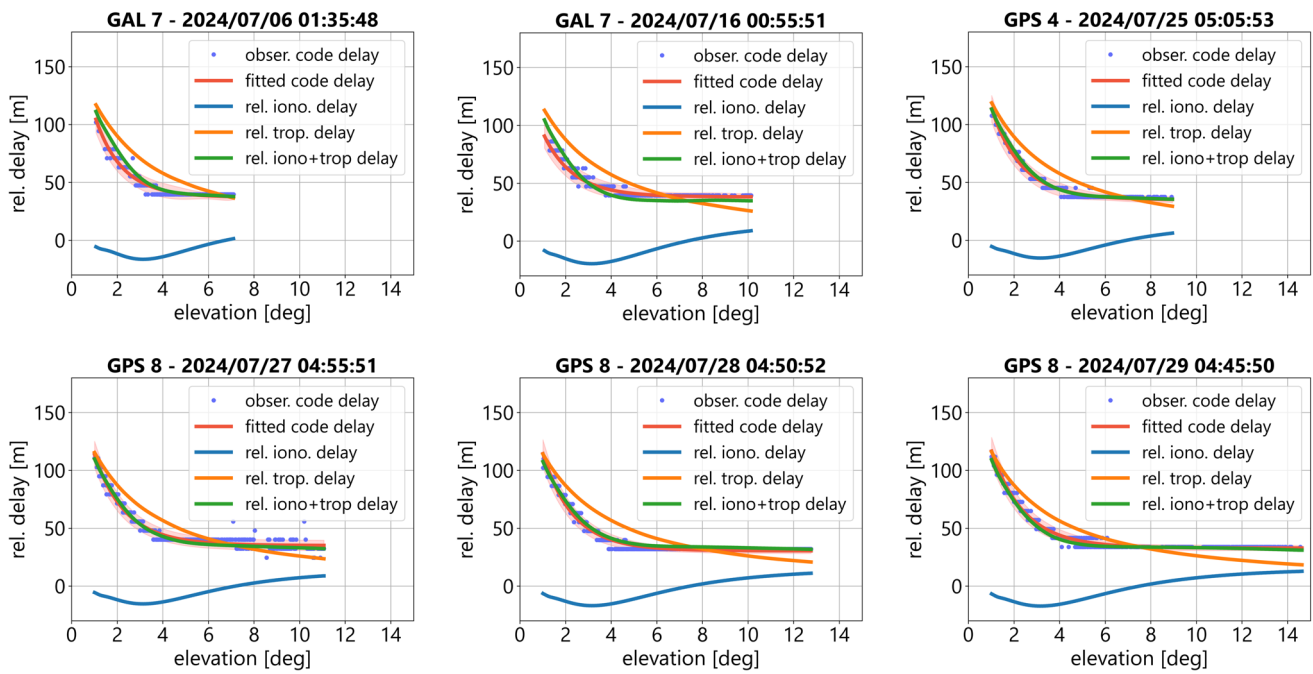 GAL 7 - 2024/07/06 01:35:48
GAL 7 - 2024/07/16 00:55:51
GPS 4 - 2024/07/25 05:05:53
rel. delay [m]
150
100
50
0
obser. code delay
fitted code delay
rel. iono. delay
rel. trop. delay
rel. iono+trop delay
0 2 4 6 8 10 12 14
elevation [deg]
rel. delay [m]
150
100
50
0
obser. code delay
fitted code delay
rel. iono. delay
rel. trop. delay
rel. iono+trop delay
0 2 4 6 8 10 12 14
elevation [deg]
rel. delay [m]
150
100
50
0
obser. code delay
fitted code delay
rel. iono. delay
rel. trop. delay
rel. iono+trop delay
0 2 4 6 8 10 12 14
elevation [deg]
GPS 8 - 2024/07/27 04:55:51
GPS 8 - 2024/07/28 04:50:52
GPS 8 - 2024/07/29 04:45:50
rel. delay [m]
150
100
50
0
obser. code delay
fitted code delay
rel. iono. delay
rel. trop. delay
rel. iono+trop delay
0 2 4 6 8 10 12 14
elevation [deg]
rel. delay [m]
150
100
50
0
obser. code delay
fitted code delay
rel. iono. delay
rel. trop. delay
rel. iono+trop delay
0 2 4 6 8 10 12 14
elevation [deg]
rel. delay [m]
150
100
50
0
obser. code delay
fitted code delay
rel. iono. delay
rel. trop. delay
rel. iono+trop delay
0 2 4 6 8 10 12 14
elevation [deg]